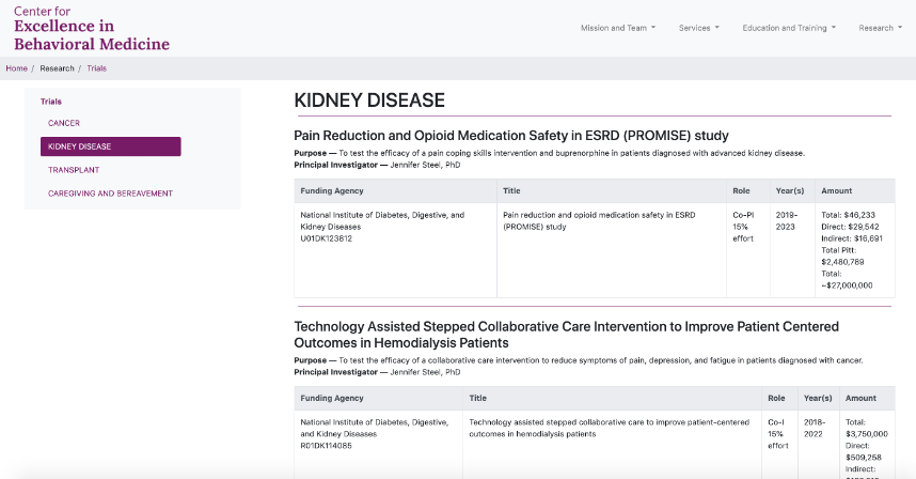 Center for
Excellence in
Behavioral Medicine
Mission and Team
Services
Education and Training
Research
Home / Research / Trials
Trials
CANCER
KIDNEY DISEASE
TRANSPLANT
CAREGIVING AND BEREAVEMENT
KIDNEY DISEASE
Pain Reduction and Opioid Medication Safety in ESRD (PROMISE) study
Purpose — To test the efficacy of a pain coping skills intervention and buprenorphine in patients diagnosed with advanced kidney disease.
Principal Investigator — Jennifer Steel, PhD
Funding Agency
Title
Role
Year(s)
Amount
National Institute of Diabetes, Digestive, and
Kidney Diseases
U01DK123812
Pain reduction and opioid medication safety in ESRD
(PROMISE) study
Co-PI
15%
effort
2019-
2023
Total: $46,233
Direct: $29,542
Indirect: $16,691
Total Pitt:
$2,480,789
Total:
~$27,000,000
Technology Assisted Stepped Collaborative Care Intervention to Improve Patient Centered
Outcomes in Hemodialysis Patients
Purpose — To test the efficacy of a collaborative care intervention to reduce symptoms of pain, depression, and fatigue in patients diagnosed with cancer.
Principal Investigator — Jennifer Steel, PhD
Funding Agency
Title
Role
Year(s)
Amount
National Institute of Diabetes, Digestive,
and Kidney Diseases
R01DK114085
Technology assisted stepped collaborative care to improve patient-centered
outcomes in hemodialysis patients
Co-I
15%
effort
2018-
2022
Total:
$3,750,000
Direct:
$509,258
Indirect: